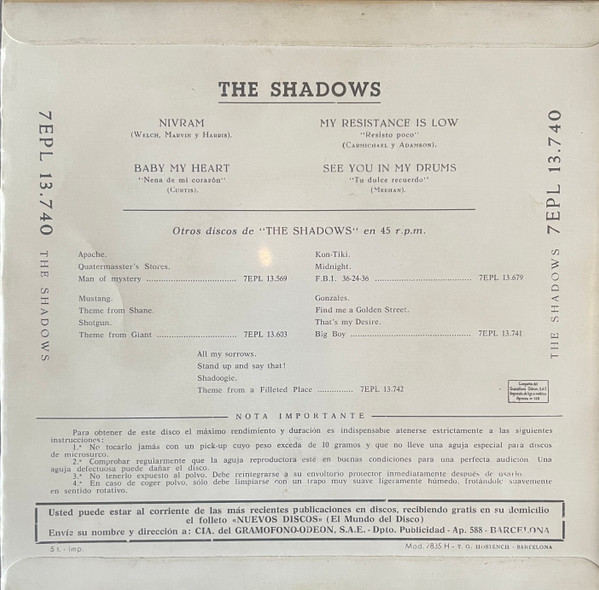 THE SHADOWS
NIVRAM
(Welch, Marvin y Harris).
MY RESISTANCE IS LOW
"Resisto poco"
(Carmichael y Adamson).
BABY MY HEART
"Nena de mi corazón"
(Curtis).
SEE YOU IN MY DRUMS
"Tu dulce recuerdo"
(Meehan).
7EPL 13.740 THE SHADOWS
THE SHADOWS 7EPL 13.740
Otros discos de "THE SHADOWS" en 45 r.p.m.
Apache.
Quatermasster's Stores.
Man of mystery ........................ 7EPL 13.569
Kon-Tiki.
Midnight.
F.B.I. 36-24-36 ........................ 7EPL 13.679
Mustang.
Theme from Shane.
Shotgun.
Theme from Giant ........................ 7EPL 13.603
Gonzales.
Find me a Golden Street.
That's my Desire.
Big Boy ........................ 7EPL 13.741
All my sorrows.
Stand up and say that!
Shadoogie.
Theme from a Filleted Place ............. 7EPL 13.742
NOTA IMPORTANTE
Para obtener de este disco el máximo rendimiento y duración es indispensable atenerse estrictamente a las siguientes
instrucciones:
1.ª No tocarlo jamás con un pick-up cuyo peso exceda de 10 gramos y que no lleve una aguja especial para discos
de microsurco.
2.ª Comprobar regularmente que la aguja reproductora esté en buenas condiciones para una perfecta audición. Una
aguja defectuosa puede dañar el disco.
3.ª No tenerlo expuesto al polvo. Debe reintegrarse a su envoltorio protector inmediatamente después de usarlo.
4.ª En caso de coger polvo, sólo debe limpiarse con un trapo muy suave ligeramente húmedo, frotándolo suavemente
en sentido rotativo.
Usted puede estar al corriente de las más recientes publicaciones en discos, recibiendo gratis en su domicilio
el folleto «NUEVOS DISCOS» (El Mundo del Disco)
Envíe su nombre y dirección a: CIA. del GRAMOFONO-ODEON, S.A.E. - Dpto. Publicidad - Ap. 588 - BARCELONA
5 t. - imp.
Mod. 7835 H - T. G. HOSTENCH - BARCELONA